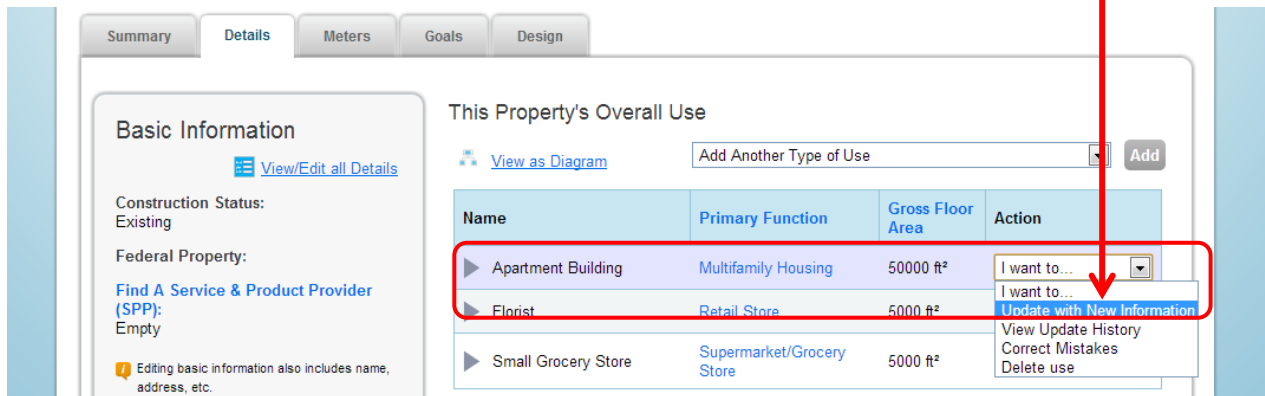 Summary Details Meters Goals Design
Basic Information
View/Edit all Details
Construction Status:
Existing
Federal Property:
Find A Service & Product Provider
(SPP):
Empty
Editing basic information also includes name,
address, etc.
This Property's Overall Use
View as Diagram Add Another Type of Use Add
Name Primary Function Gross Floor
Area Action
Apartment Building Multifamily Housing 50000 ft² I want to...
I want to...
Florist Retail Store 5000 ft² Update with New Information
View Update History
Small Grocery Store Supermarket/Grocery
Store 5000 ft² Correct Mistakes
Delete use